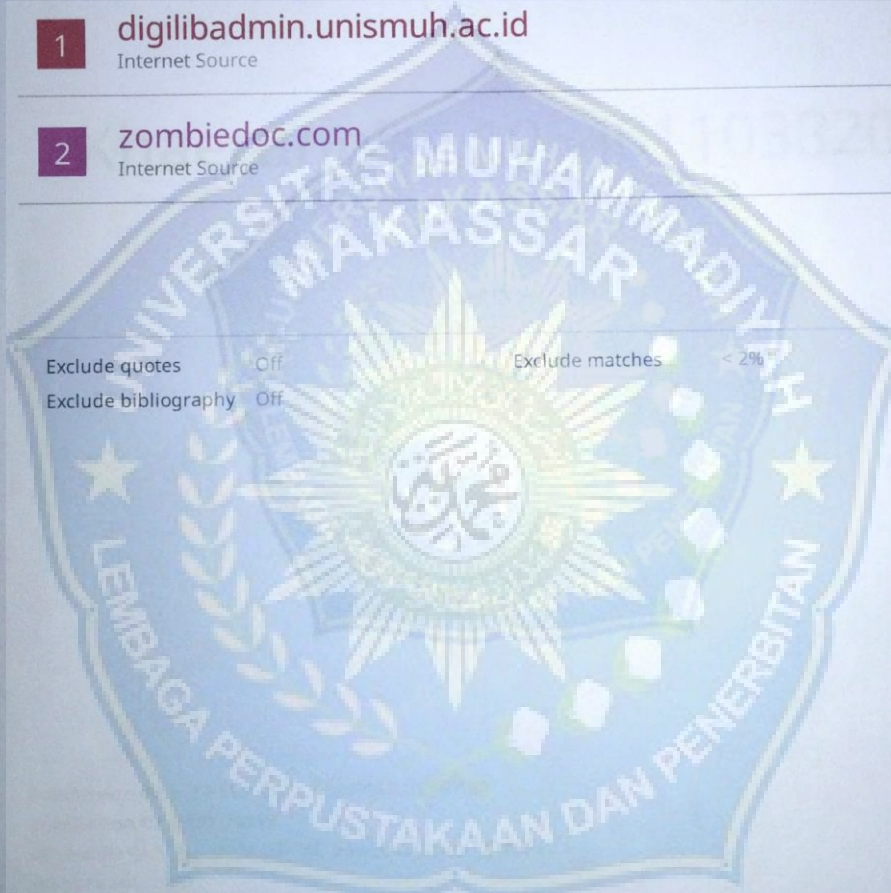 1 digilibadmin.unismuh.ac.id
Internet Source
2 zombiedoc.com
Internet Source
UNIVERSITAS MUHAMMADIYAH
MAKASSAR
Exclude quotes Off Exclude matches < 2%
Exclude bibliography Off
LEMBAGA PERPUSTAKAAN DAN PENERBITAN